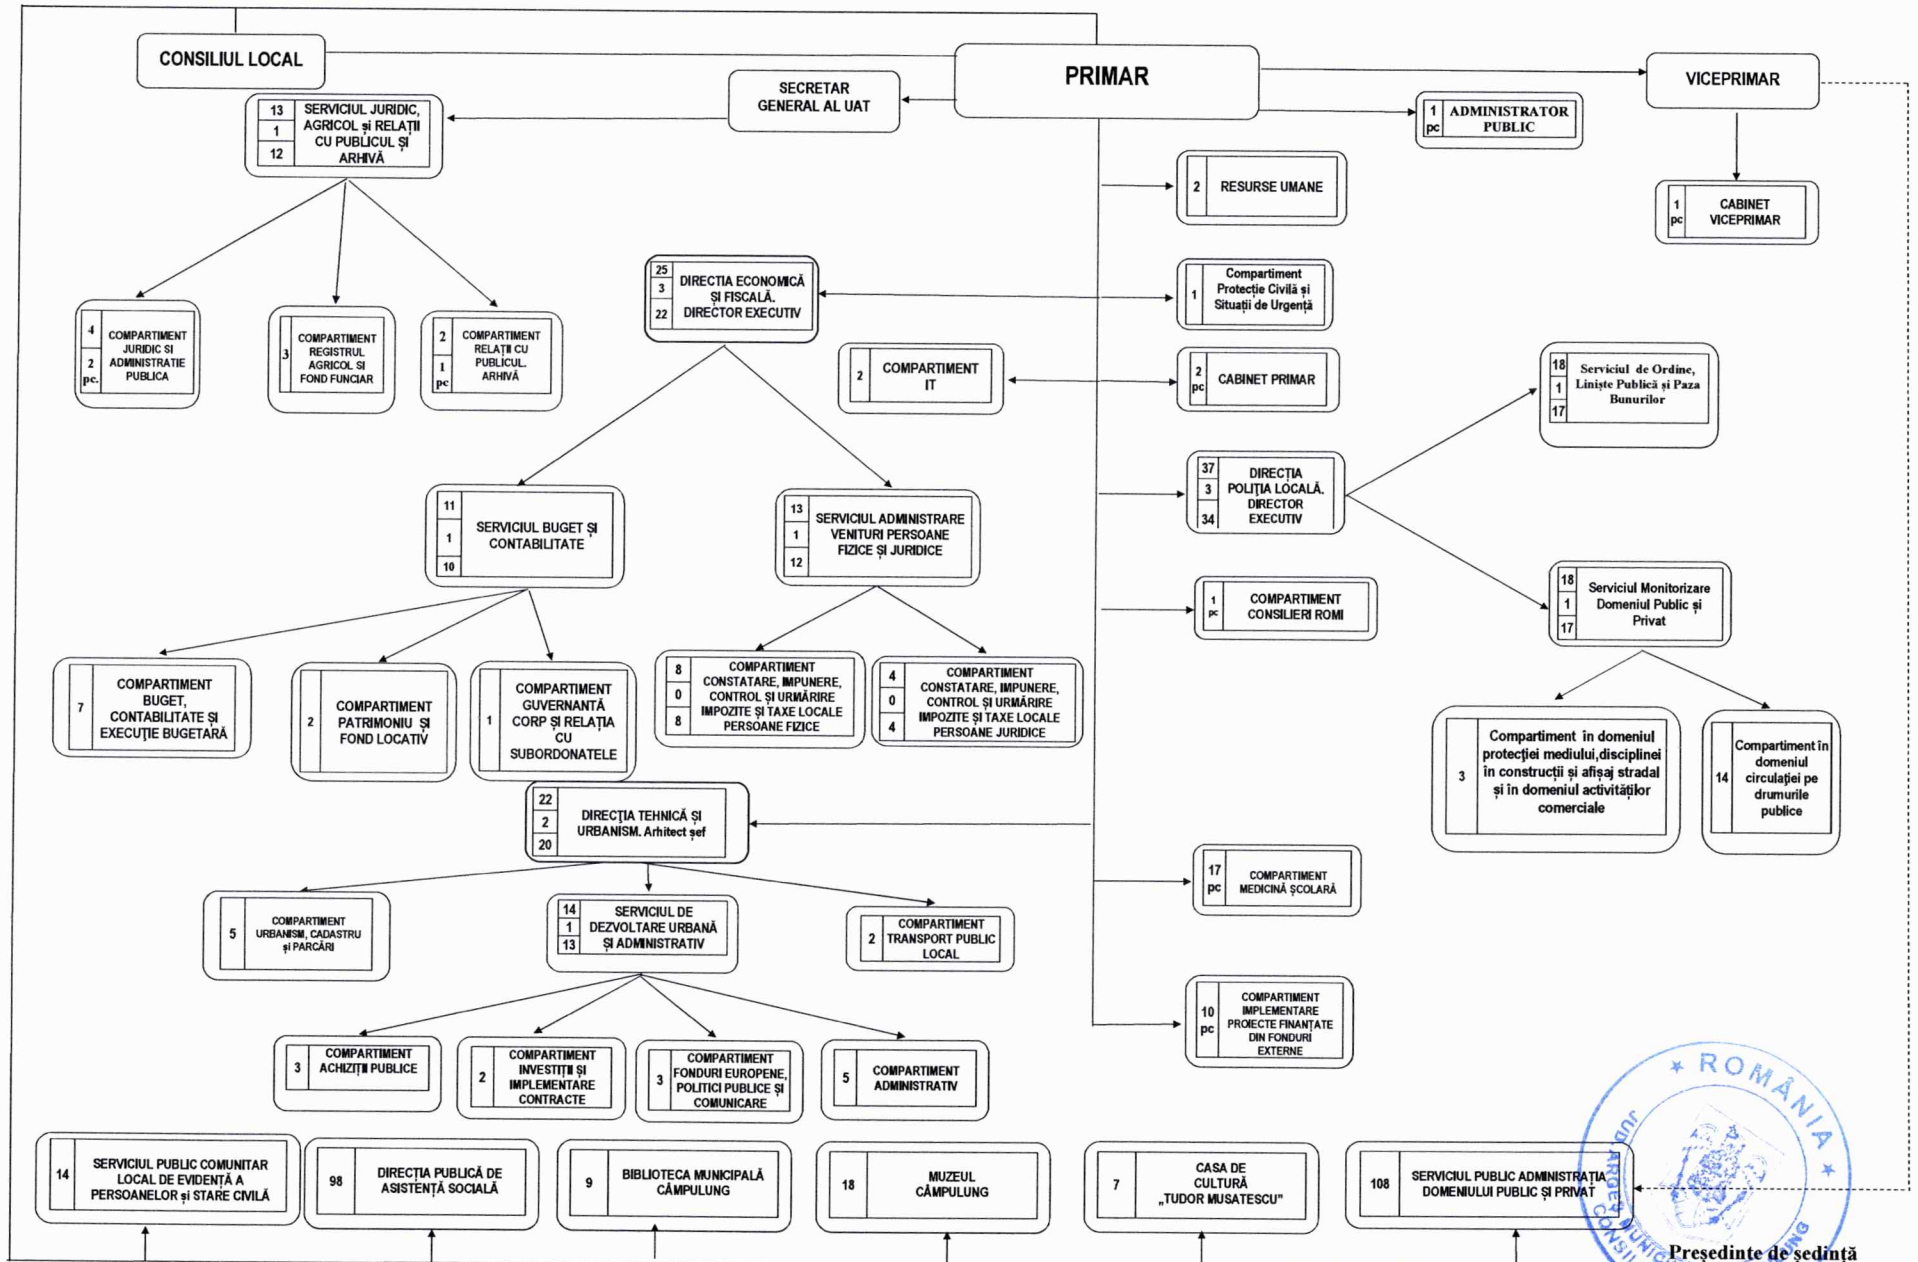 CONSILIUL LOCAL
PRIMAR
VICEPRIMAR
SECRETAR
GENERAL AL UAT
1
pc
ADMINISTRATOR
PUBLIC
13
1
12
SERVICIUL JURIDIC,
AGRICOL și RELAȚII
CU PUBLICUL ȘI
ARHIVĂ
2
RESURSE UMANE
1
pc
CABINET
VICEPRIMAR
25
3
22
DIRECTIA ECONOMICĂ
ȘI FISCALĂ.
DIRECTOR EXECUTIV
1
Compartiment
Protecție Civilă și
Situații de Urgență
4
2
pc.
COMPARTIMENT
JURIDIC SI
ADMINISTRATIE
PUBLICA
3
COMPARTIMENT
REGISTRUL
AGRICOL SI
FOND FUNCIAR
2
1
pc
COMPARTIMENT
RELAȚII CU
PUBLICUL.
ARHIVĂ
2
COMPARTIMENT
IT
2
pc
CABINET PRIMAR
18
1
17
Serviciul de Ordine,
Liniște Publică și Paza
Bunurilor
37
3
34
DIRECȚIA
POLIȚIA LOCALĂ.
DIRECTOR
EXECUTIV
11
1
10
SERVICIUL BUGET ȘI
CONTABILITATE
13
1
12
SERVICIUL ADMINISTRARE
VENITURI PERSOANE
FIZICE ȘI JURIDICE
1
pc
COMPARTIMENT
CONSILIERI ROMI
18
1
17
Serviciul Monitorizare
Domeniul Public și
Privat
7
COMPARTIMENT
BUGET,
CONTABILITATE ȘI
EXECUȚIE BUGETARĂ
2
COMPARTIMENT
PATRIMONIU ȘI
FOND LOCATIV
1
COMPARTIMENT
GUVERNANTĂ
CORP ȘI RELAȚIA
CU
SUBORDONATELE
8
0
8
COMPARTIMENT
CONSTATARE, IMPUNERE,
CONTROL ȘI URMĂRIRE
IMPOZITE ȘI TAXE LOCALE
PERSOANE FIZICE
4
0
4
COMPARTIMENT
CONSTATARE, IMPUNERE,
CONTROL ȘI URMĂRIRE
IMPOZITE ȘI TAXE LOCALE
PERSOANE JURIDICE
3
Compartiment în domeniul
protecției mediului,disciplinei
în construcții și afișaj stradal
și în domeniul activităților
comerciale
14
Compartiment în
domeniul
circulației pe
drumurile
publice
22
2
20
DIRECȚIA TEHNICĂ ȘI
URBANISM. Arhitect șef
17
pc
COMPARTIMENT
MEDICINĂ ȘCOLARĂ
5
COMPARTIMENT
URBANISM, CADASTRU
și PARCĂRI
14
1
13
SERVICIUL DE
DEZVOLTARE URBANĂ
ȘI ADMINISTRATIV
2
COMPARTIMENT
TRANSPORT PUBLIC
LOCAL
10
pc
COMPARTIMENT
IMPLEMENTARE
PROIECTE FINANȚATE
DIN FONDURI
EXTERNE
3
COMPARTIMENT
ACHIZIȚII PUBLICE
2
COMPARTIMENT
INVESTIȚII ȘI
IMPLEMENTARE
CONTRACTE
3
COMPARTIMENT
FONDURI EUROPENE,
POLITICI PUBLICE ȘI
COMUNICARE
5
COMPARTIMENT
ADMINISTRATIV
14
SERVICIUL PUBLIC COMUNITAR
LOCAL DE EVIDENȚĂ A
PERSOANELOR și STARE CIVILĂ
98
DIRECȚIA PUBLICĂ DE
ASISTENȚĂ SOCIALĂ
9
BIBLIOTECA MUNICIPALĂ
CÂMPULUNG
18
MUZEUL
CÂMPULUNG
7
CASA DE
CULTURĂ
„TUDOR MUSATESCU”
108
SERVICIUL PUBLIC ADMINISTRAȚIA
DOMENIULUI PUBLIC ȘI PRIVAT
★ ROMÂNIA ★
JUD. ARGEȘ
Președinte de ședință